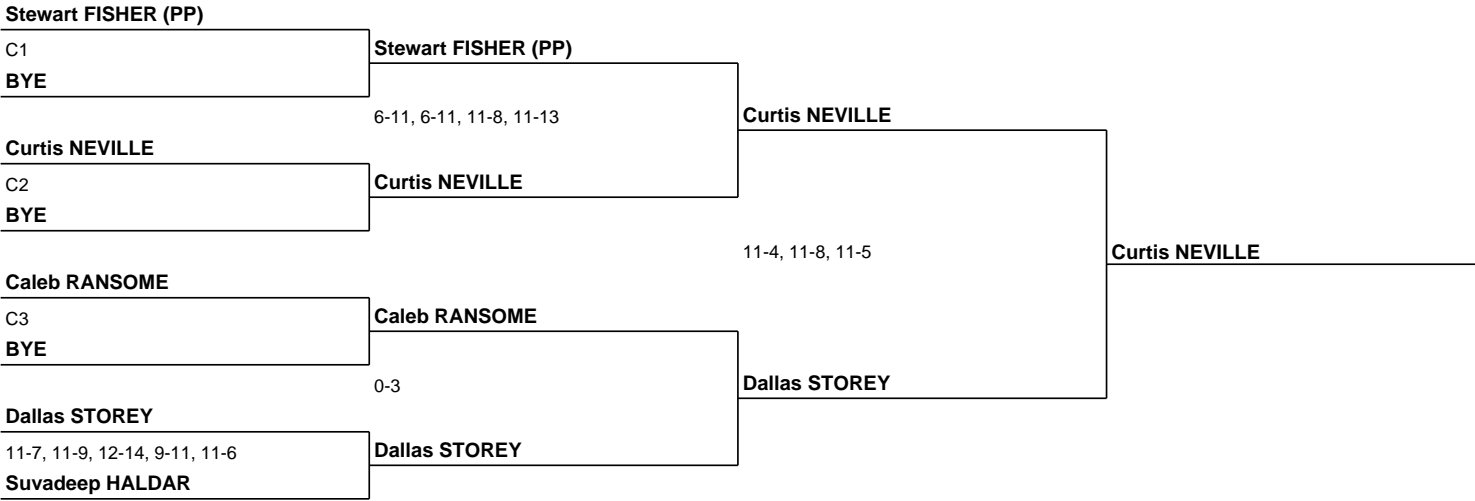 Stewart FISHER (PP)
C1
BYE
Stewart FISHER (PP)
6-11, 6-11, 11-8, 11-13
Curtis NEVILLE
Curtis NEVILLE
C2
BYE
Curtis NEVILLE
11-4, 11-8, 11-5
Curtis NEVILLE
Caleb RANSOME
C3
BYE
Caleb RANSOME
0-3
Dallas STOREY
Dallas STOREY
11-7, 11-9, 12-14, 9-11, 11-6
Suvadeep HALDAR
Dallas STOREY